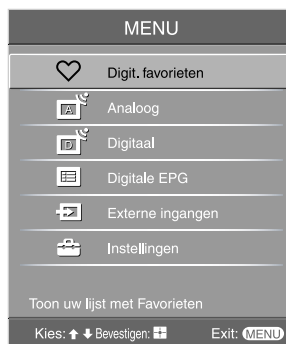 MENU
Digit. favorieten
A Analoog
D Digitaal
Digitale EPG
Externe ingangen
Instellingen
Toon uw lijst met Favorieten
Kies: Bevestigen: Exit: MENU